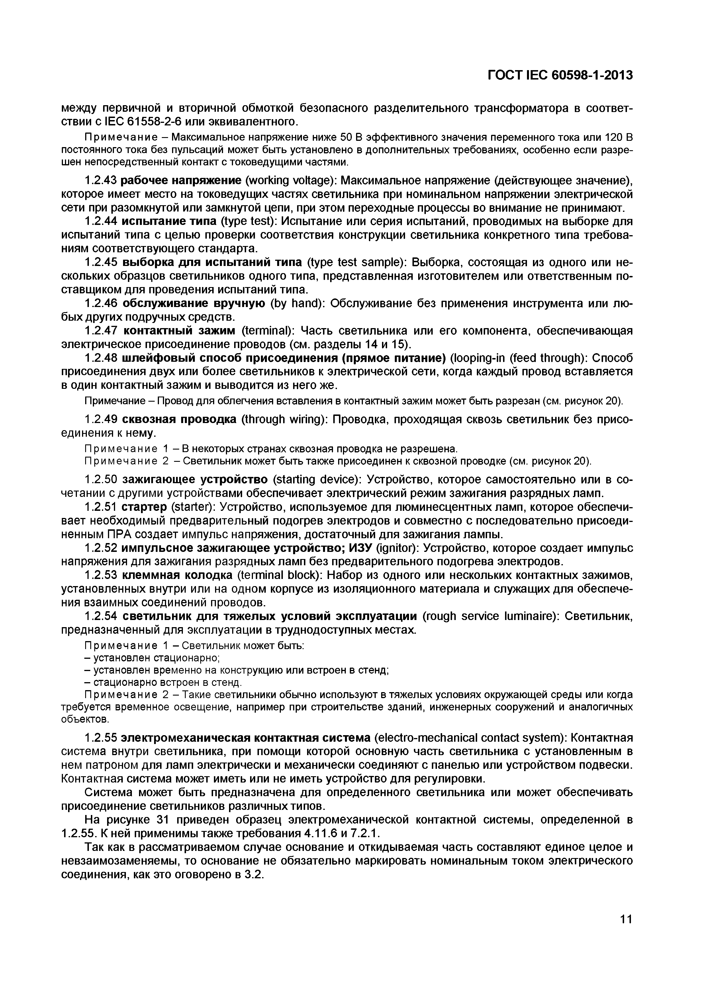 ГОСТ IEC 60598-1-2013
между первичной и вторичной обмоткой безопасного разделительного трансформатора в соответ-
ствии с IEC 61558-2-6 или эквивалентного.
Примечание – Максимальное напряжение ниже 50 В эффективного значения переменного тока или 120 В
постоянного тока без пульсаций может быть установлено в дополнительных требованиях, особенно если разре-
шен непосредственный контакт с токоведущими частями.
1.2.43 рабочее напряжение (working voltage): Максимальное напряжение (действующее значение),
которое имеет место на токоведущих частях светильника при номинальном напряжении электрической
сети при разомкнутой или замкнутой цепи, при этом переходные процессы во внимание не принимают.
1.2.44 испытание типа (type test): Испытание или серия испытаний, проводимых на выборке для
испытаний типа с целью проверки соответствия конструкции светильника конкретного типа требова-
ниям соответствующего стандарта.
1.2.45 выборка для испытаний типа (type test sample): Выборка, состоящая из одного или не-
скольких образцов светильников одного типа, представленная изготовителем или ответственным по-
ставщиком для проведения испытаний типа.
1.2.46 обслуживание вручную (by hand): Обслуживание без применения инструмента или лю-
бых других подручных средств.
1.2.47 контактный зажим (terminal): Часть светильника или его компонента, обеспечивающая
электрическое присоединение проводов (см. разделы 14 и 15).
1.2.48 шлейфовый способ присоединения (прямое питание) (looping-in (feed through): Способ
присоединения двух или более светильников к электрической сети, когда каждый провод вставляется
в один контактный зажим и выводится из него же.
Примечание – Провод для облегчения вставления в контактный зажим может быть разрезан (см. рисунок 20).
1.2.49 сквозная проводка (through wiring): Проводка, проходящая сквозь светильник без присо-
единения к нему.
Примечание 1 – В некоторых странах сквозная проводка не разрешена.
Примечание 2 – Светильник может быть также присоединен к сквозной проводке (см. рисунок 20).
1.2.50 зажигающее устройство (starting device): Устройство, которое самостоятельно или в со-
четании с другими устройствами обеспечивает электрический режим зажигания разрядных ламп.
1.2.51 стартер (starter): Устройство, используемое для люминесцентных ламп, которое обеспечи-
вает необходимый предварительный подогрев электродов и совместно с последовательно присоеди-
ненным ПРА создает импульс напряжения, достаточный для зажигания лампы.
1.2.52 импульсное зажигающее устройство; ИЗУ (ignitor): Устройство, которое создает импульс
напряжения для зажигания разрядных ламп без предварительного подогрева электродов.
1.2.53 клеммная колодка (terminal block): Набор из одного или нескольких контактных зажимов,
установленных внутри или на одном корпусе из изоляционного материала и служащих для обеспече-
ния взаимных соединений проводов.
1.2.54 светильник для тяжелых условий эксплуатации (rough service luminaire): Светильник,
предназначенный для эксплуатации в труднодоступных местах.
Примечание 1 – Светильник может быть:
– установлен стационарно;
– установлен временно на конструкцию или встроен в стенд;
– стационарно встроен в стенд.
Примечание 2 – Такие светильники обычно используют в тяжелых условиях окружающей среды или когда
требуется временное освещение, например при строительстве зданий, инженерных сооружений и аналогичных
объектов.
1.2.55 электромеханическая контактная система (electro-mechanical contact system): Контактная
система внутри светильника, при помощи которой основную часть светильника с установленным в
нем патроном для ламп электрически и механически соединяют с панелью или устройством подвески.
Контактная система может иметь или не иметь устройство для регулировки.
Система может быть предназначена для определенного светильника или может обеспечивать
присоединение светильников различных типов.
На рисунке 31 приведен образец электромеханической контактной системы, определенной в
1.2.55. К ней применимы также требования 4.11.6 и 7.2.1.
Так как в рассматриваемом случае основание и откидываемая часть составляют единое целое и
невзаимозаменяемы, то основание не обязательно маркировать номинальным током электрического
соединения, как это оговорено в 3.2.
11